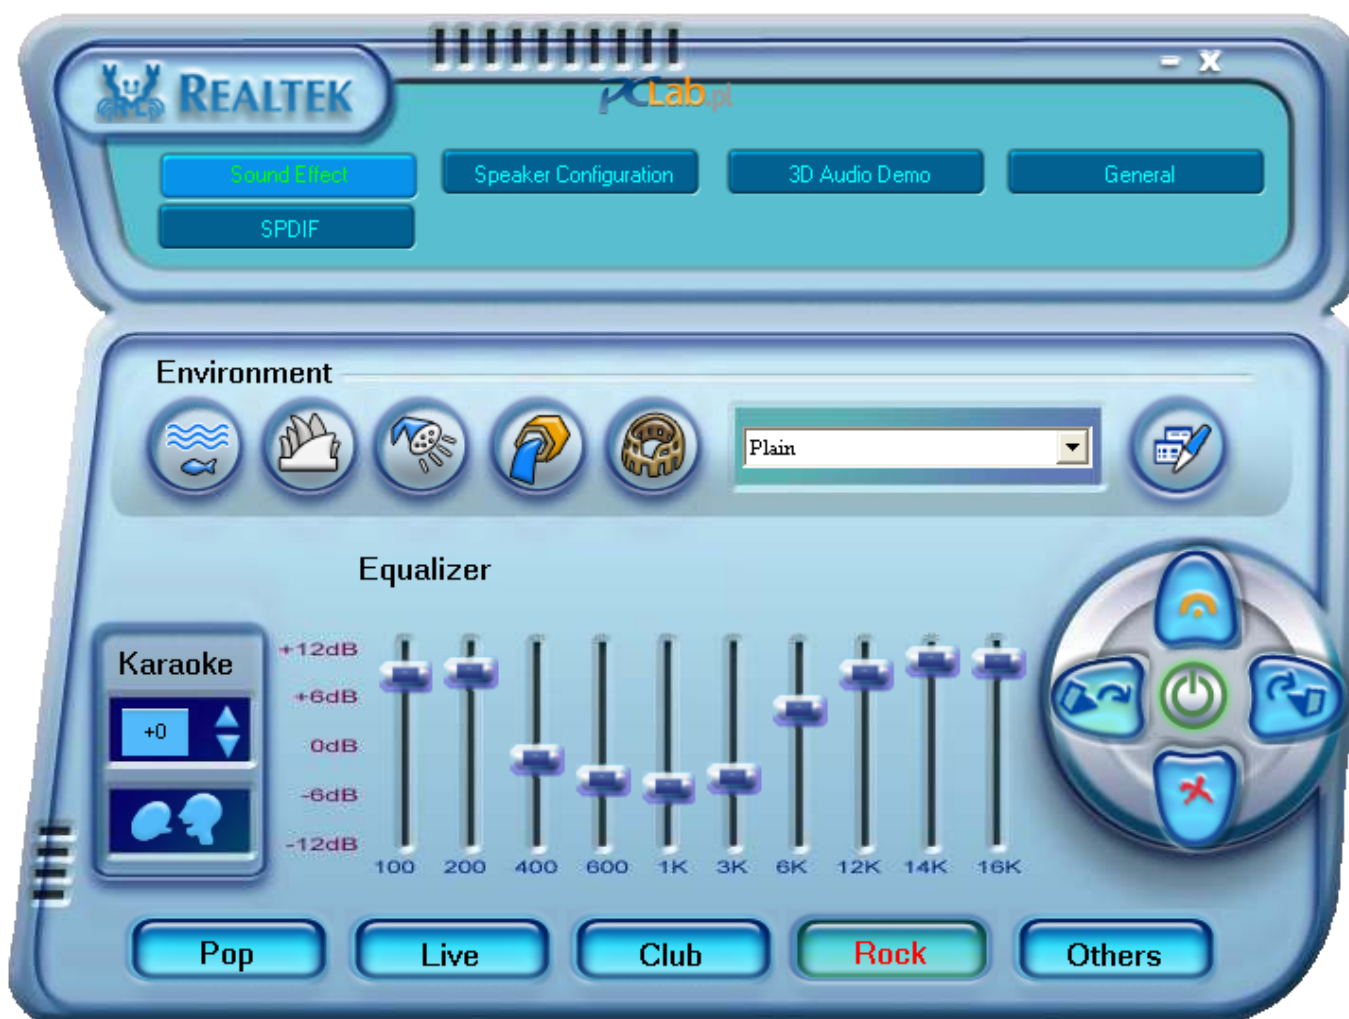 REALTEK
PCLab.pl
- x
Sound Effect
Speaker Configuration
3D Audio Demo
General
SPDIF
Environment
Plain
Equalizer
Karaoke
+0
+12dB
+6dB
0dB
-6dB
-12dB
100 200 400 600 1K 3K 6K 12K 14K 16K
Pop
Live
Club
Rock
Others